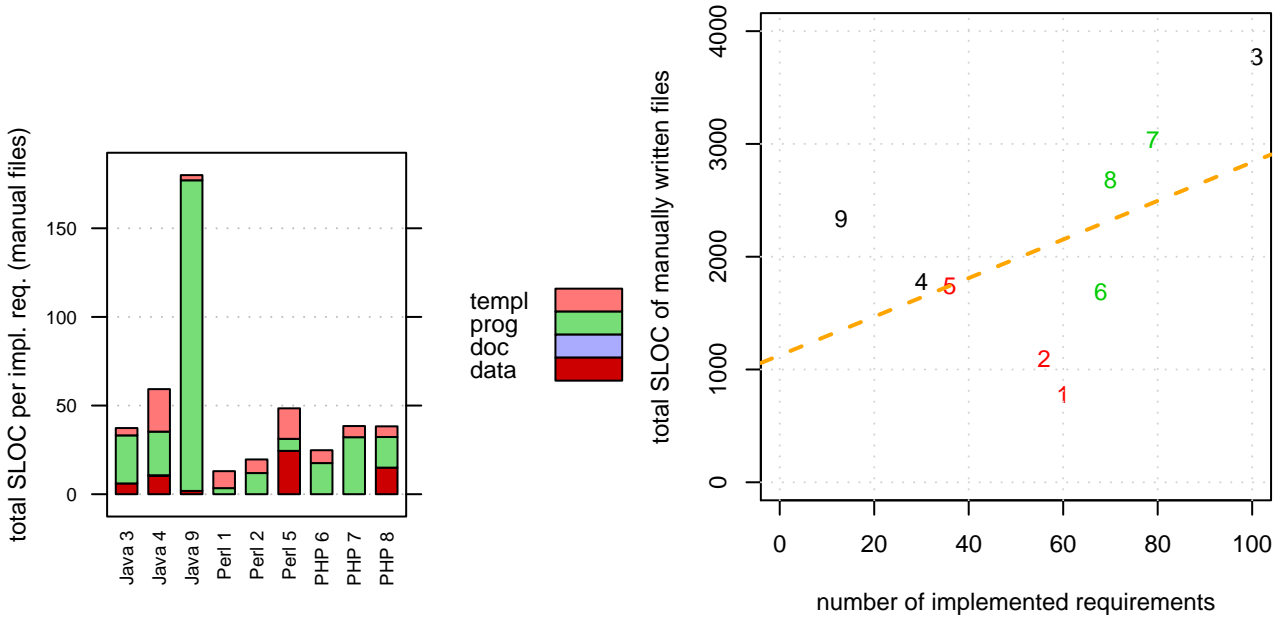 total SLOC per impl. req. (manual files)
150
100
50
0
Java 3
Java 4
Java 9
Perl 1
Perl 2
Perl 5
PHP 6
PHP 7
PHP 8
templ
prog
doc
data
total SLOC of manually written files
4000
3000
2000
1000
0
3
7
8
9
4
5
6
2
1
0
20
40
60
80
100
number of implemented requirements